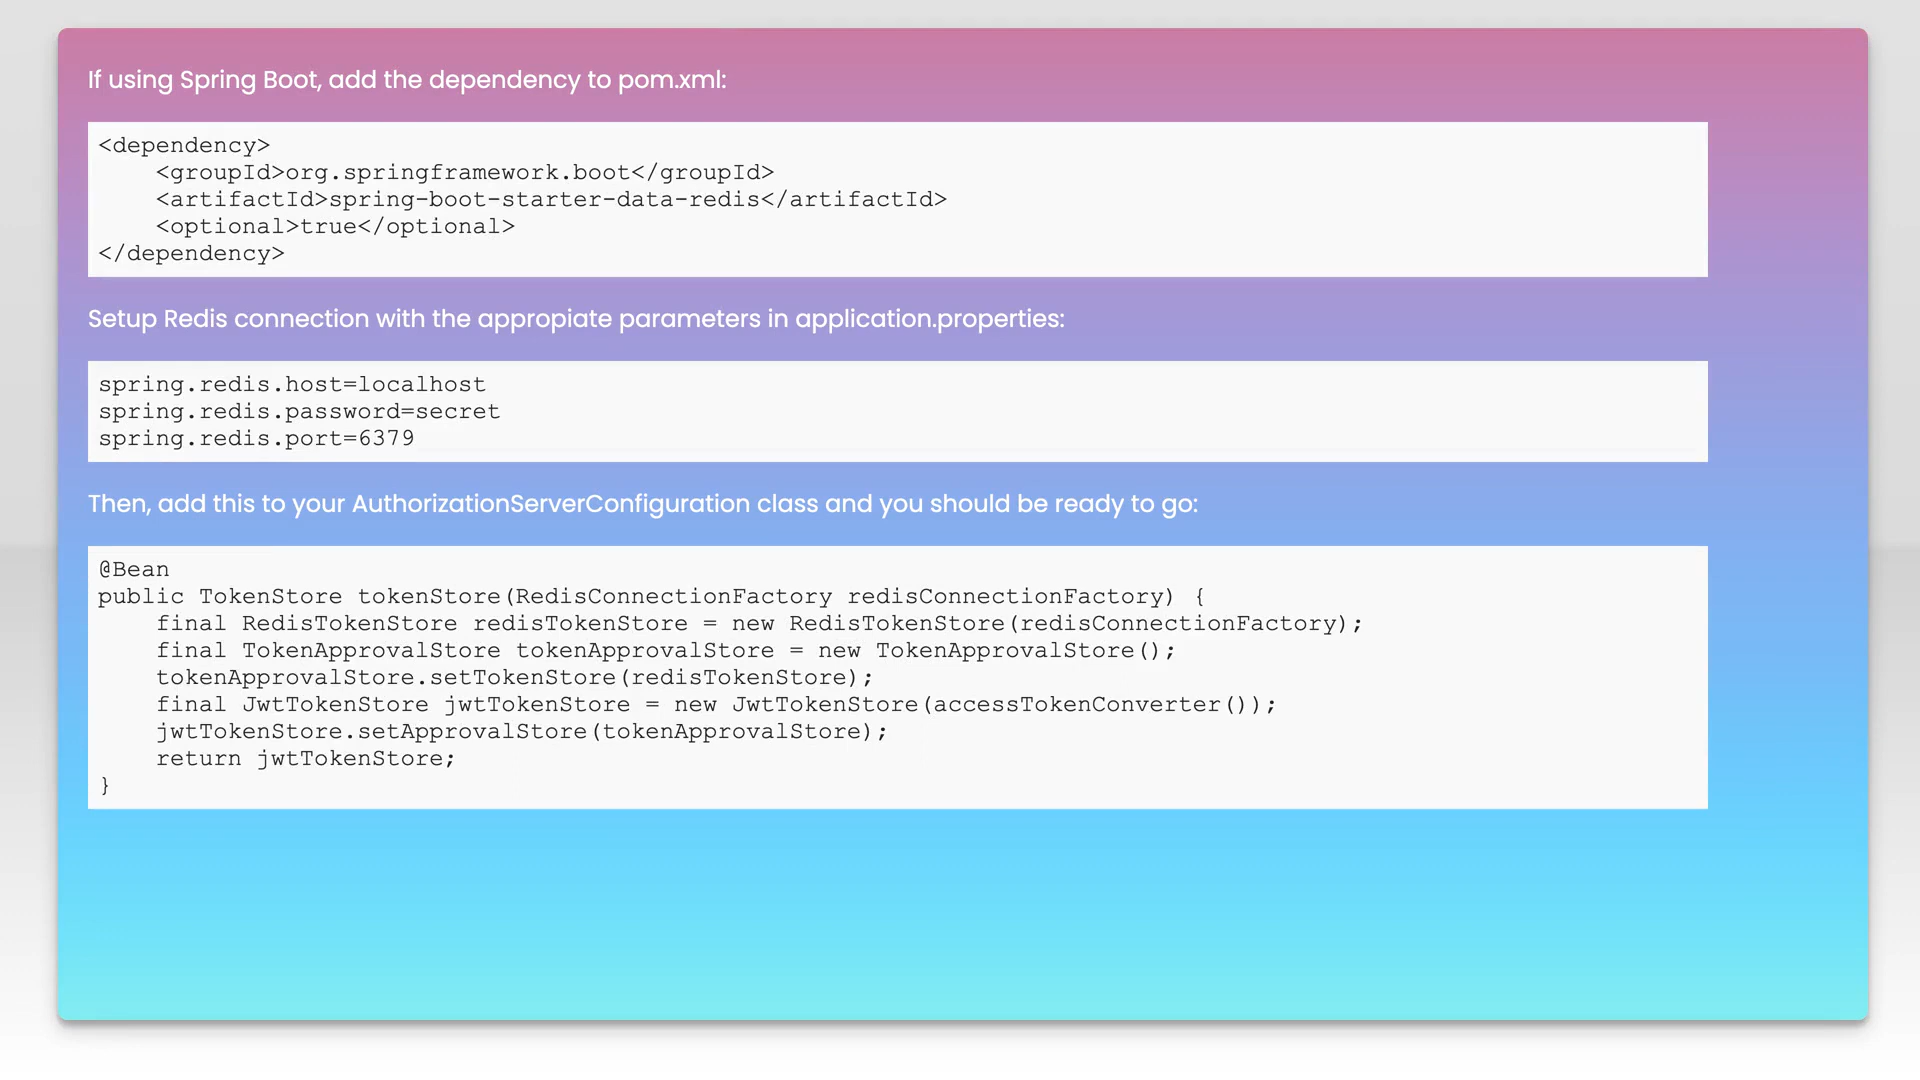 If using Spring Boot, add the dependency to pom.xml:
<dependency>
    <groupId>org.springframework.boot</groupId>
    <artifactId>spring-boot-starter-data-redis</artifactId>
    <optional>true</optional>
</dependency>
Setup Redis connection with the appropiate parameters in application.properties:
spring.redis.host=localhost
spring.redis.password=secret
spring.redis.port=6379
Then, add this to your AuthorizationServerConfiguration class and you should be ready to go:
@Bean
public TokenStore tokenStore(RedisConnectionFactory redisConnectionFactory) {
    final RedisTokenStore redisTokenStore = new RedisTokenStore(redisConnectionFactory);
    final TokenApprovalStore tokenApprovalStore = new TokenApprovalStore();
    tokenApprovalStore.setTokenStore(redisTokenStore);
    final JwtTokenStore jwtTokenStore = new JwtTokenStore(accessTokenConverter());
    jwtTokenStore.setApprovalStore(tokenApprovalStore);
    return jwtTokenStore;
}